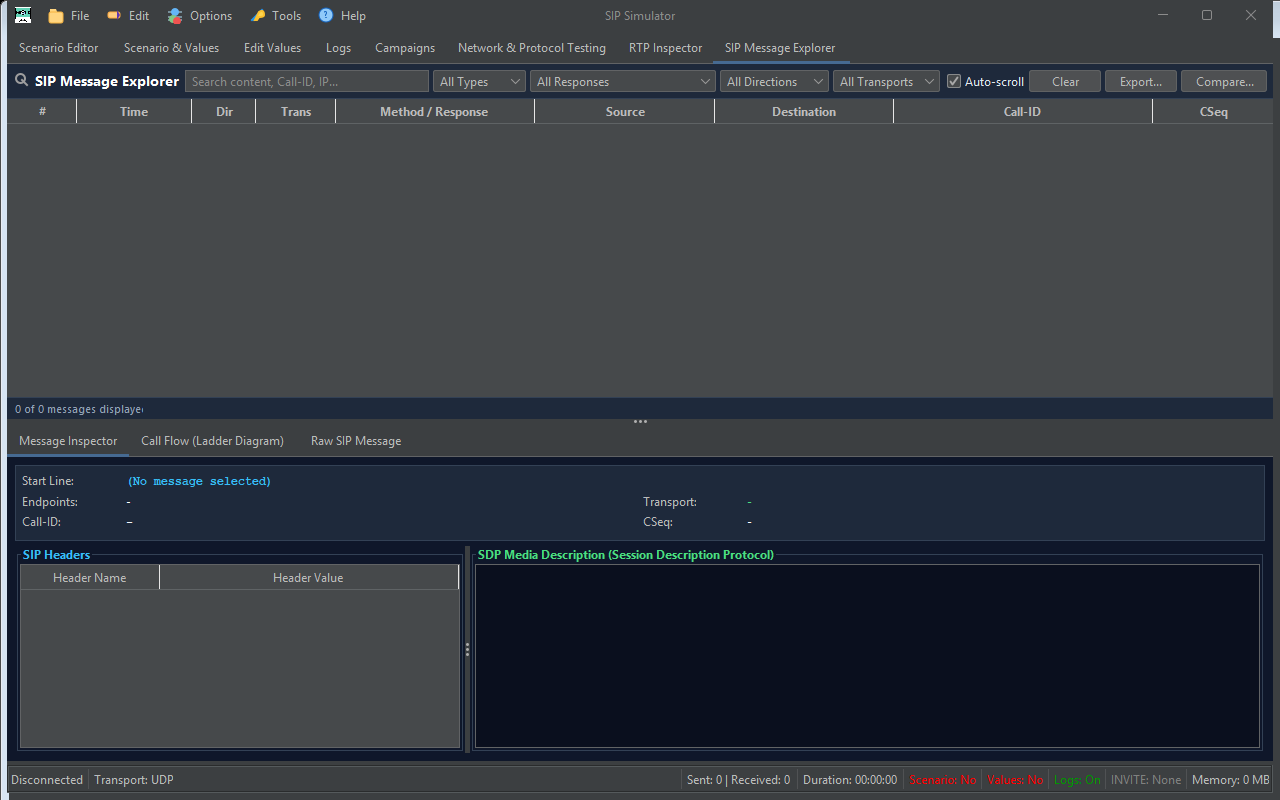 File Edit Options Tools Help SIP Simulator
Scenario Editor Scenario & Values Edit Values Logs Campaigns Network & Protocol Testing RTP Inspector SIP Message Explorer
SIP Message Explorer Search content, Call-ID, IP... All Types All Responses All Directions All Transports Auto-scroll Clear Export... Compare...
# Time Dir Trans Method / Response Source Destination Call-ID CSeq
0 of 0 messages displaye
Message Inspector Call Flow (Ladder Diagram) Raw SIP Message
Start Line: (No message selected)
Endpoints: - Transport: -
Call-ID: – CSeq: -
SIP Headers SDP Media Description (Session Description Protocol)
Header Name Header Value
Disconnected Transport: UDP Sent: 0 | Received: 0 Duration: 00:00:00 Scenario: No Values: No Logs: On INVITE: None Memory: 0 MB